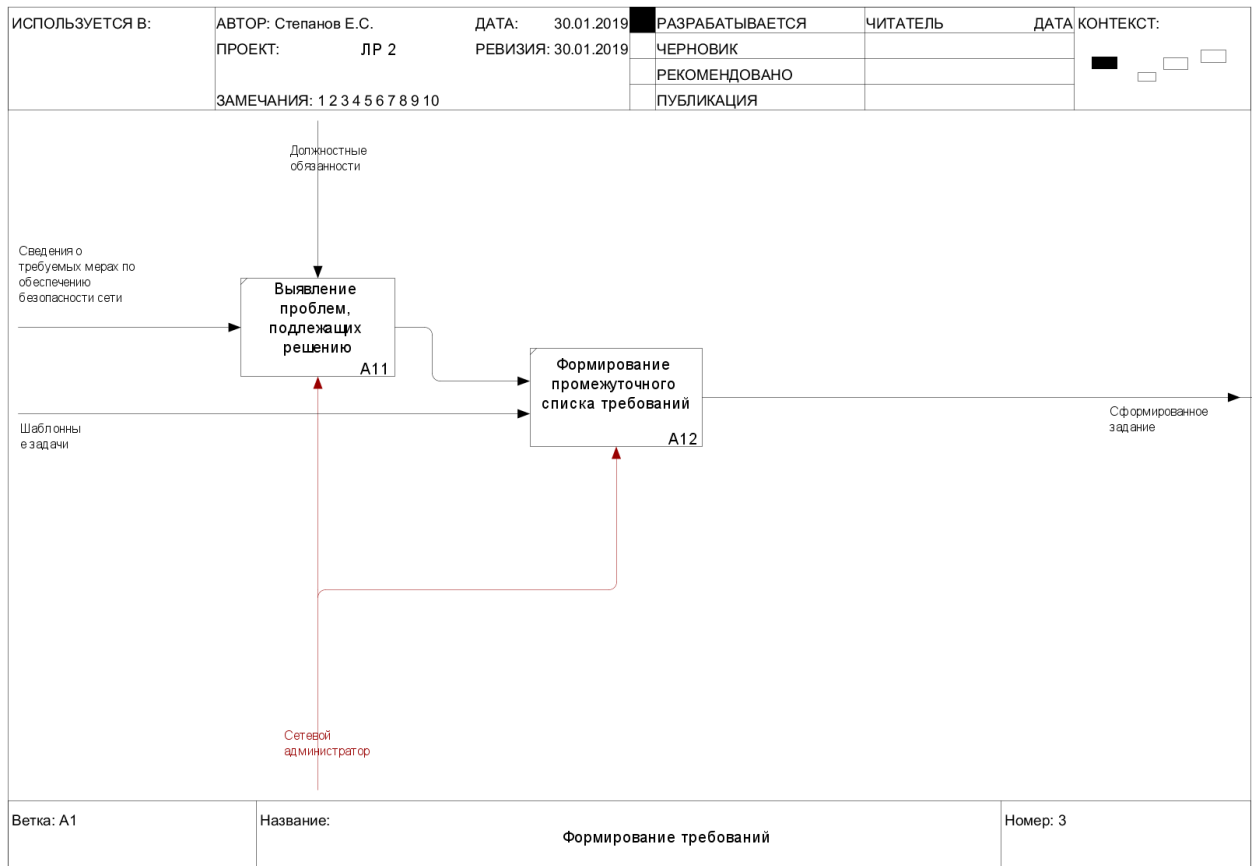 ИСПОЛЬЗУЕТСЯ В:
АВТОР: Степанов Е.С.
ДАТА: 30.01.2019
РАЗРАБАТЫВАЕТСЯ
ЧИТАТЕЛЬ
ДАТА
КОНТЕКСТ:
ПРОЕКТ: ЛР 2
РЕВИЗИЯ: 30.01.2019
ЧЕРНОВИК
РЕКОМЕНДОВАНО
ЗАМЕЧАНИЯ: 1 2 3 4 5 6 7 8 9 10
ПУБЛИКАЦИЯ
Должностные
обязанности
Сведения о
требуемых мерах по
обеспечению
безопасности сети
Выявление
проблем,
подлежащих
решению
A11
Формирование
промежуточного
списка требований
A12
Шаблонны
е задачи
Сформированное
задание
Сетевой
администратор
Ветка: A1
Название:
Формирование требований
Номер: 3